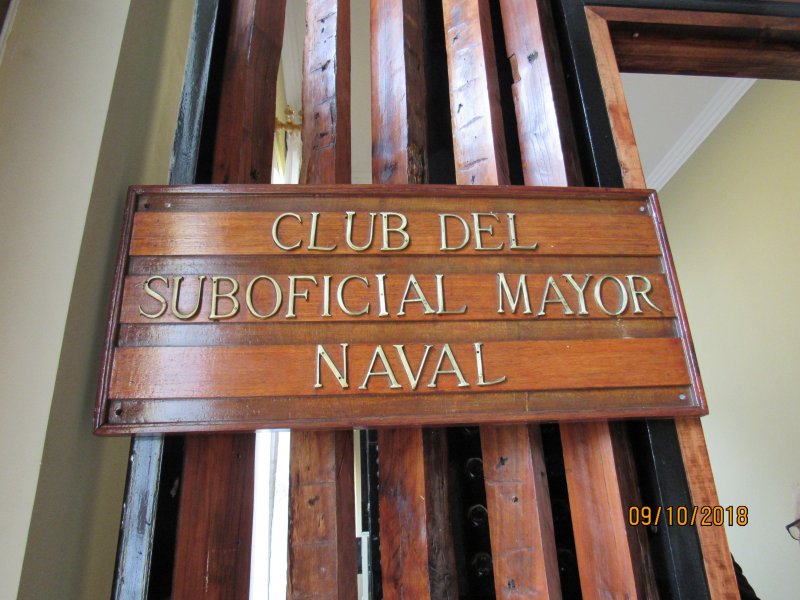 CLUB DEL
SUBOFICIAL MAYOR
NAVAL
09/10/2018